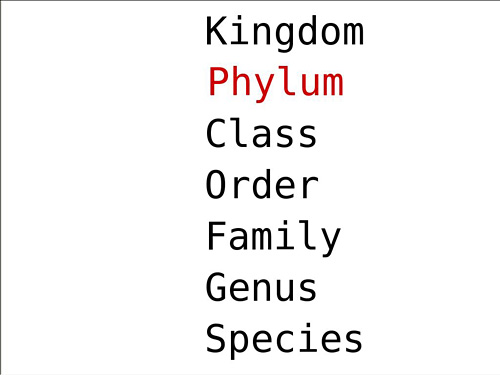 Kingdom
Phylum
Class
Order
Family
Genus
Species